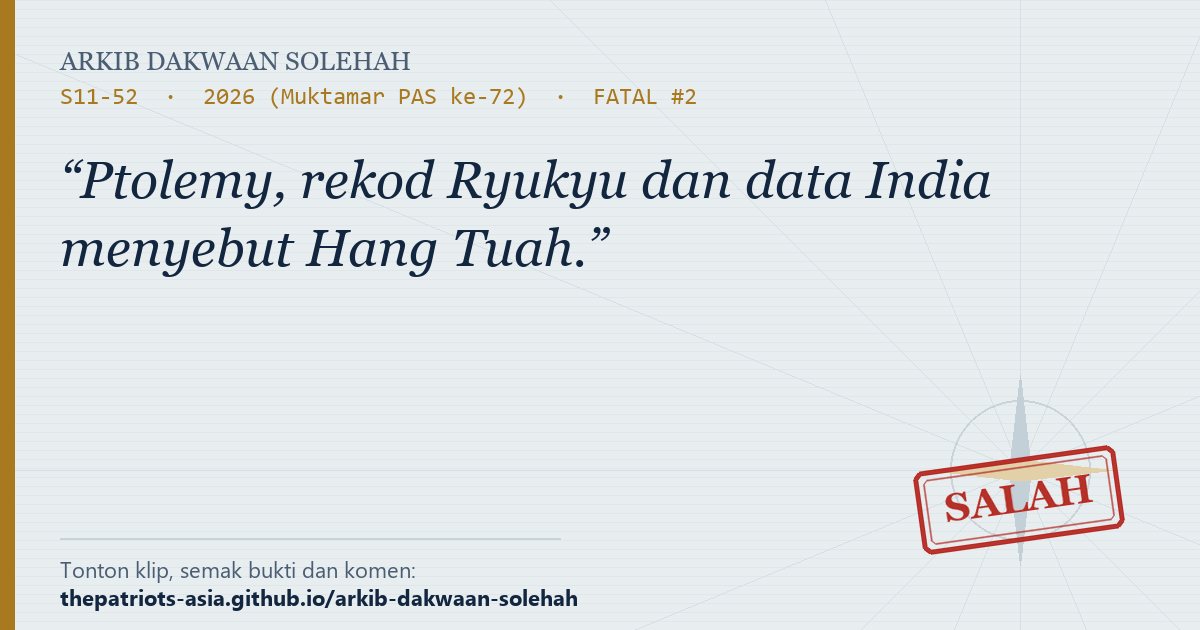 ARKIB DAKWAAN SOLEHAH
S11-52 · 2026 (Muktamar PAS ke-72) · FATAL #2
“Ptolemy, rekod Ryukyu dan data India
menyebut Hang Tuah.”
SALAH
Tonton klip, semak bukti dan komen:
thepatriots-asia.github.io/arkib-dakwaan-solehah